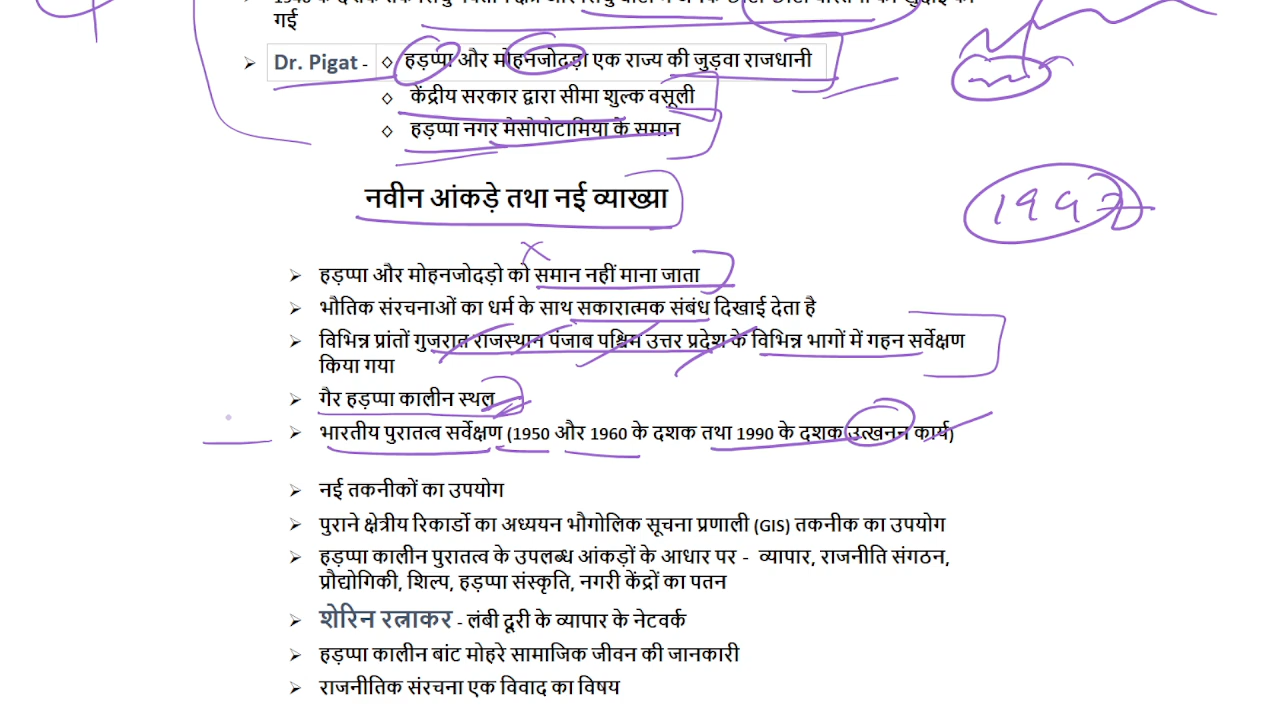 गई
➢ Dr. Pigat - ◇ हड़प्पा और मोहनजोदड़ो एक राज्य की जुड़वा राजधानी
◇ केंद्रीय सरकार द्वारा सीमा शुल्क वसूली
◇ हड़प्पा नगर मेसोपोटामिया के समान
नवीन आंकड़े तथा नई व्याख्या
➢ हड़प्पा और मोहनजोदड़ो को समान नहीं माना जाता
➢ भौतिक संरचनाओं का धर्म के साथ सकारात्मक संबंध दिखाई देता है
➢ विभिन्न प्रांतों गुजरात राजस्थान पंजाब पश्चिम उत्तर प्रदेश के विभिन्न भागों में गहन सर्वेक्षण
किया गया
➢ गैर हड़प्पा कालीन स्थल
➢ भारतीय पुरातत्व सर्वेक्षण (1950 और 1960 के दशक तथा 1990 के दशक उत्खनन कार्य)
➢ नई तकनीकों का उपयोग
➢ पुराने क्षेत्रीय रिकार्डो का अध्ययन भौगोलिक सूचना प्रणाली (GIS) तकनीक का उपयोग
➢ हड़प्पा कालीन पुरातत्व के उपलब्ध आंकड़ों के आधार पर - व्यापार, राजनीति संगठन,
प्रौद्योगिकी, शिल्प, हड़प्पा संस्कृति, नगरी केंद्रों का पतन
➢ शेरिन रत्नाकर - लंबी दूरी के व्यापार के नेटवर्क
➢ हड़प्पा कालीन बांट मोहरे सामाजिक जीवन की जानकारी
➢ राजनीतिक संरचना एक विवाद का विषय